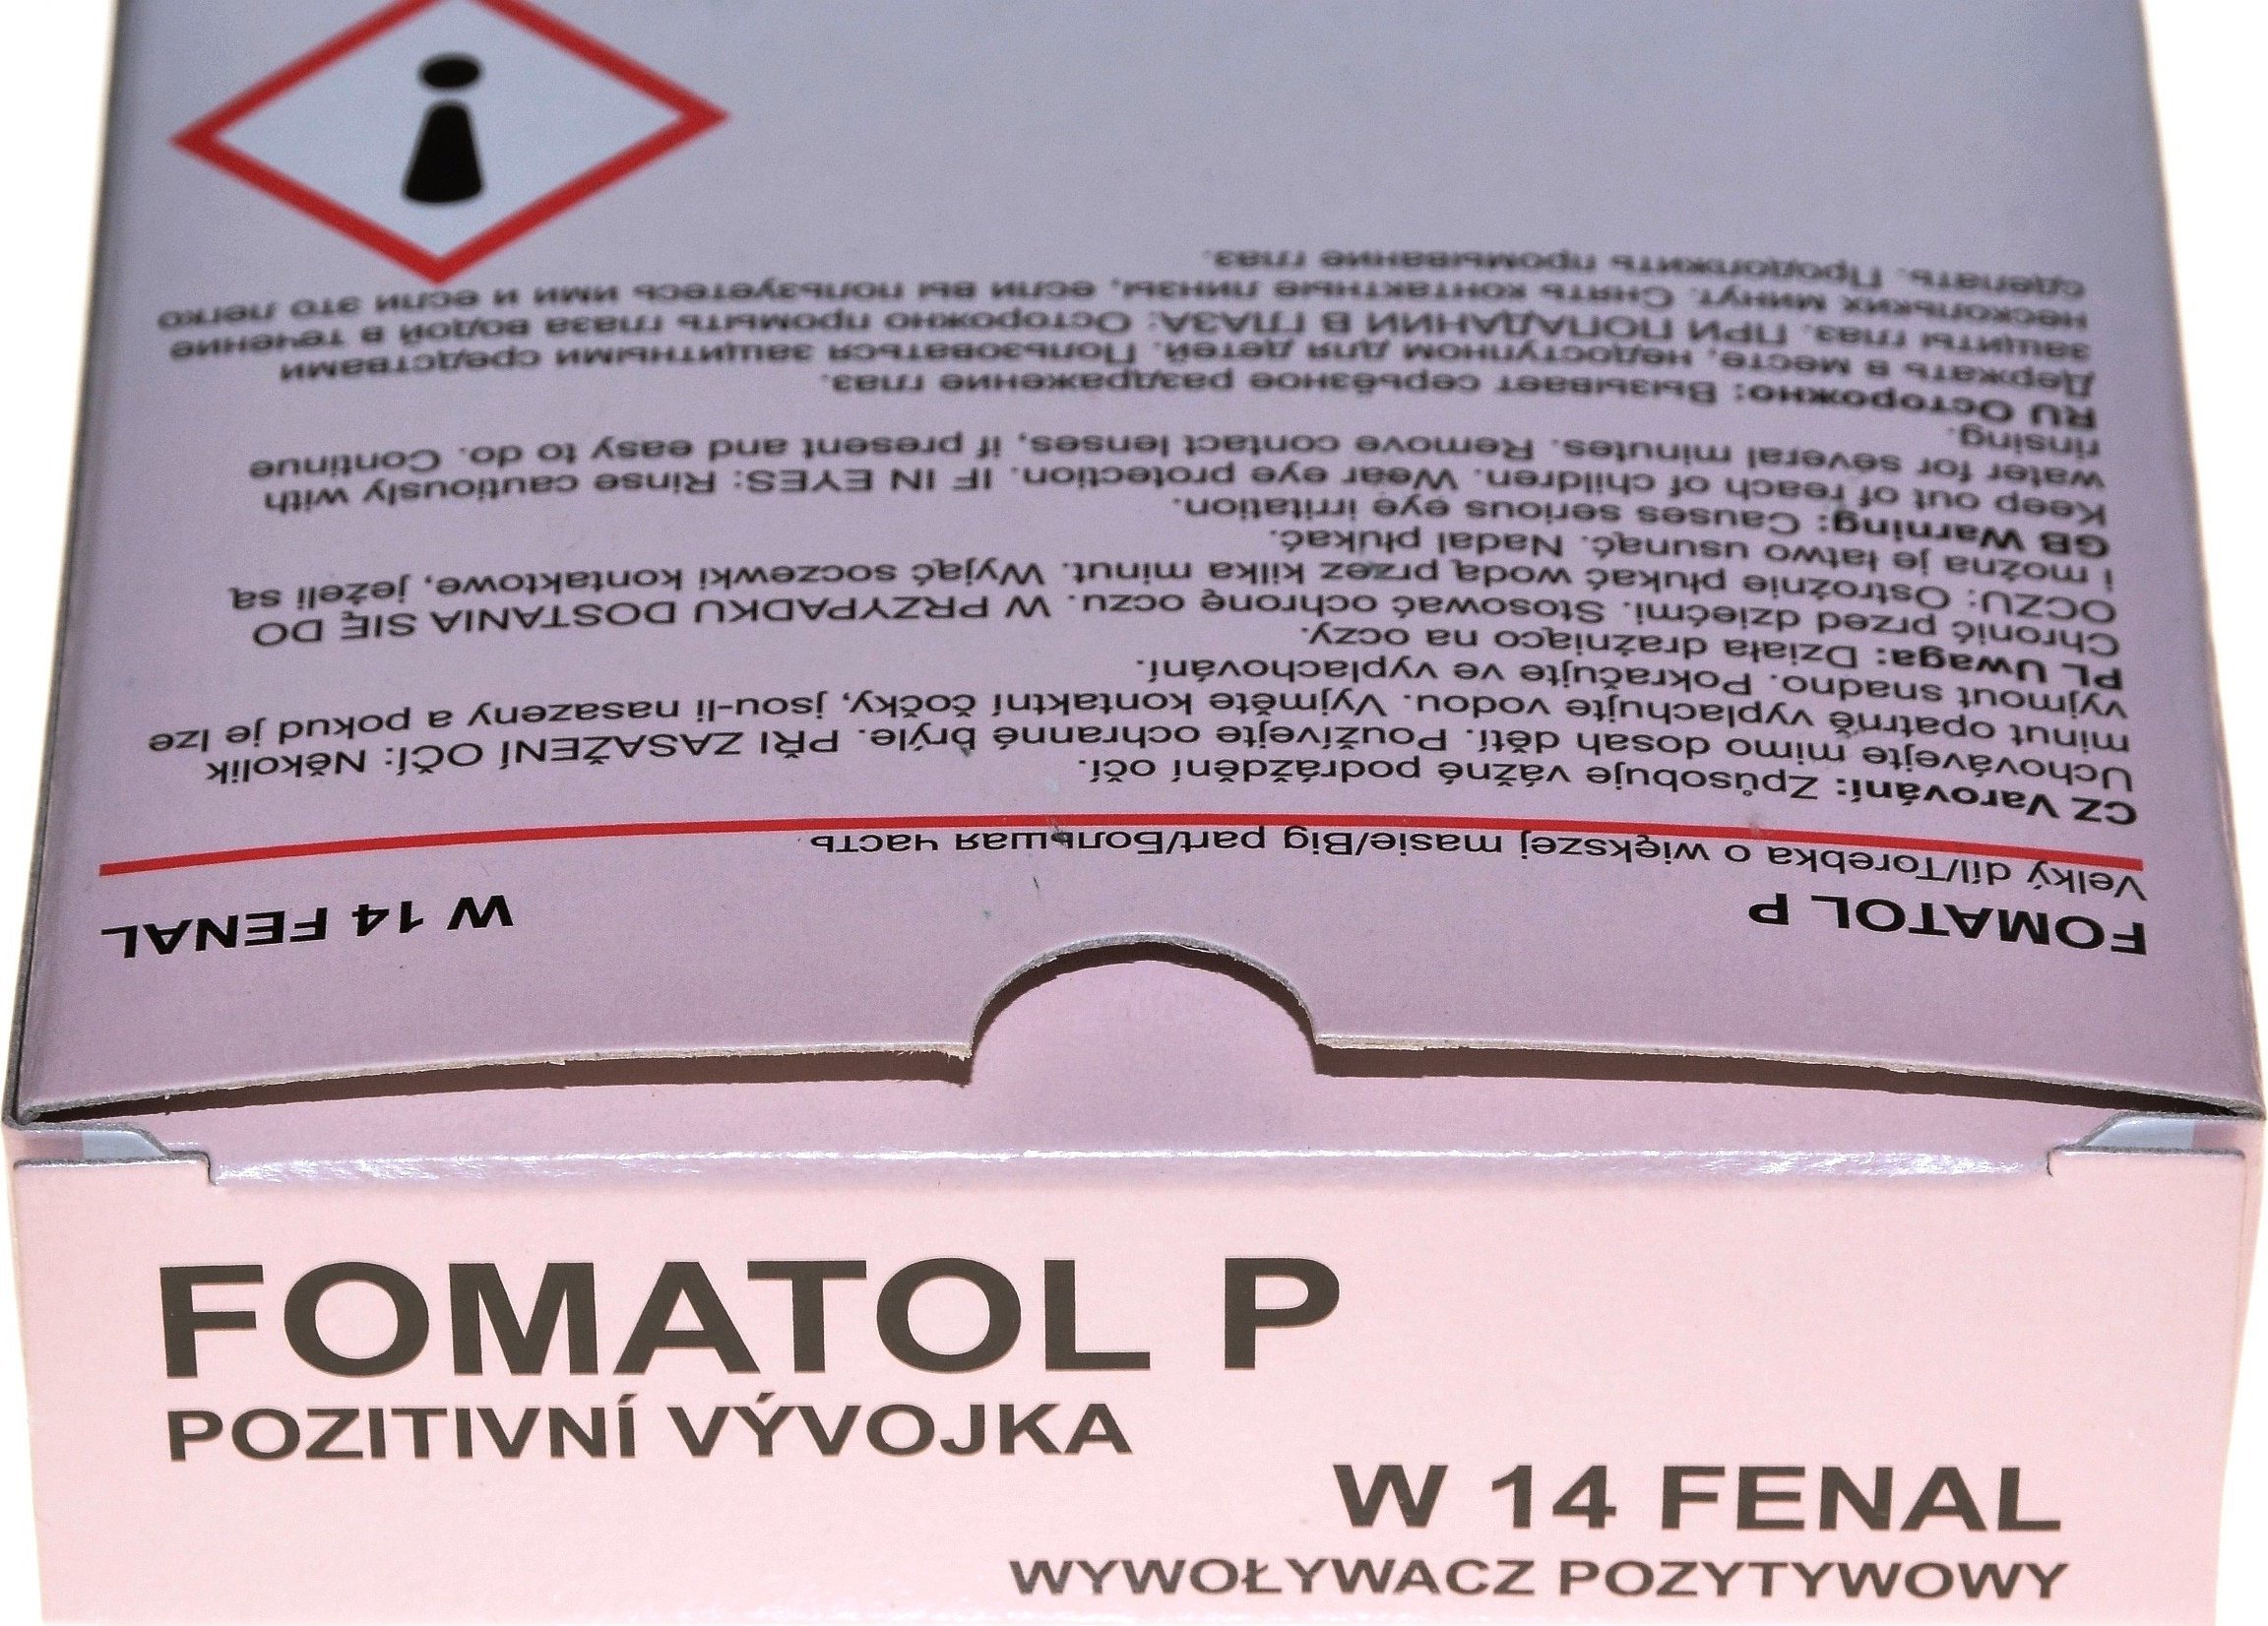 FOMATOL P
POZITIVNÍ VÝVOJKA
W 14 FENAL
WYWOŁYWACZ POZYTYWOWY
FOMATOL P W 14 FENAL
Velký díl/Torebka o większej masie/Big part/Большая часть
CZ Varování: Způsobuje vážné podráždění očí.
Uchovávejte mimo dosah dětí. Používejte ochranné brýle. PŘI ZASAŽENÍ OČÍ: Několik
minut opatrně vyplachujte vodou. Vyjměte kontaktní čočky, jsou-li nasazeny a pokud je lze
vyjmout snadno. Pokračujte ve vyplachování.
PL Uwaga: Działa drażniąco na oczy.
Chronić przed dziećmi. Stosować ochronę oczu. W PRZYPADKU DOSTANIA SIĘ DO
OCZU: Ostrożnie płukać wodą przez kilka minut. Wyjąć soczewki kontaktowe, jeżeli są
i można je łatwo usunąć. Nadal płukać.
GB Warning: Causes serious eye irritation.
Keep out of reach of children. Wear eye protection. IF IN EYES: Rinse cautiously with
water for several minutes. Remove contact lenses, if present and easy to do. Continue
rinsing.
RU Осторожно: Вызывает серьёзное раздражение глаз.
Держать в месте, недоступном для детей. Пользоваться защитными средствами
защиты глаз. ПРИ ПОПАДАНИИ В ГЛАЗА: Осторожно промыть глаза водой в течение
нескольких минут. Снять контактные линзы, если вы пользуетесь ими и если это легко
сделать. Продолжить промывание глаз.